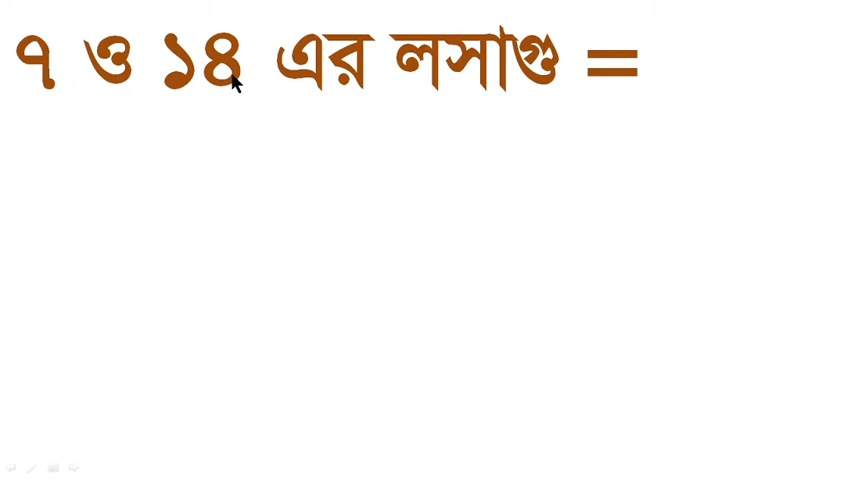 ৭ ও ১৪ এর লসাগু =